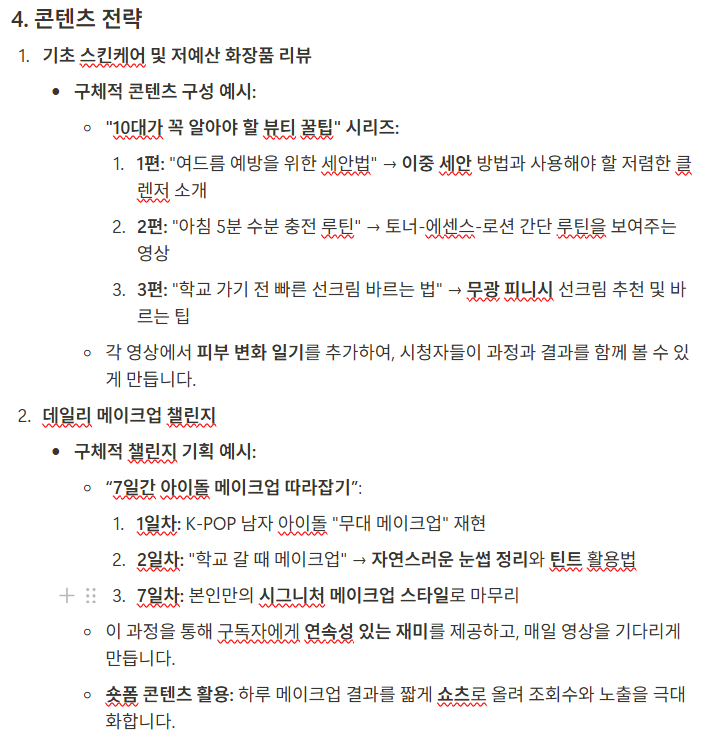 4. 콘텐츠 전략
1. 기초 스킨케어 및 저예산 화장품 리뷰
• 구체적 콘텐츠 구성 예시:
○ "10대가 꼭 알아야 할 뷰티 꿀팁" 시리즈:
1. 1편: "여드름 예방을 위한 세안법" → 이중 세안 방법과 사용해야 할 저렴한 클
렌저 소개
2. 2편: "아침 5분 수분 충전 루틴" → 토너-에센스-로션 간단 루틴을 보여주는
영상
3. 3편: "학교 가기 전 빠른 선크림 바르는 법" → 무광 피니시 선크림 추천 및 바
르는 팁
○ 각 영상에서 피부 변화 일기를 추가하여, 시청자들이 과정과 결과를 함께 볼 수 있
게 만듭니다.
2. 데일리 메이크업 챌린지
• 구체적 챌린지 기획 예시:
○ “7일간 아이돌 메이크업 따라잡기”:
1. 1일차: K-POP 남자 아이돌 "무대 메이크업" 재현
2. 2일차: "학교 갈 때 메이크업" → 자연스러운 눈썹 정리와 틴트 활용법
3. 7일차: 본인만의 시그니처 메이크업 스타일로 마무리
○ 이 과정을 통해 구독자에게 연속성 있는 재미를 제공하고, 매일 영상을 기다리게
만듭니다.
○ 숏폼 콘텐츠 활용: 하루 메이크업 결과를 짧게 쇼츠로 올려 조회수와 노출을 극대
화합니다.